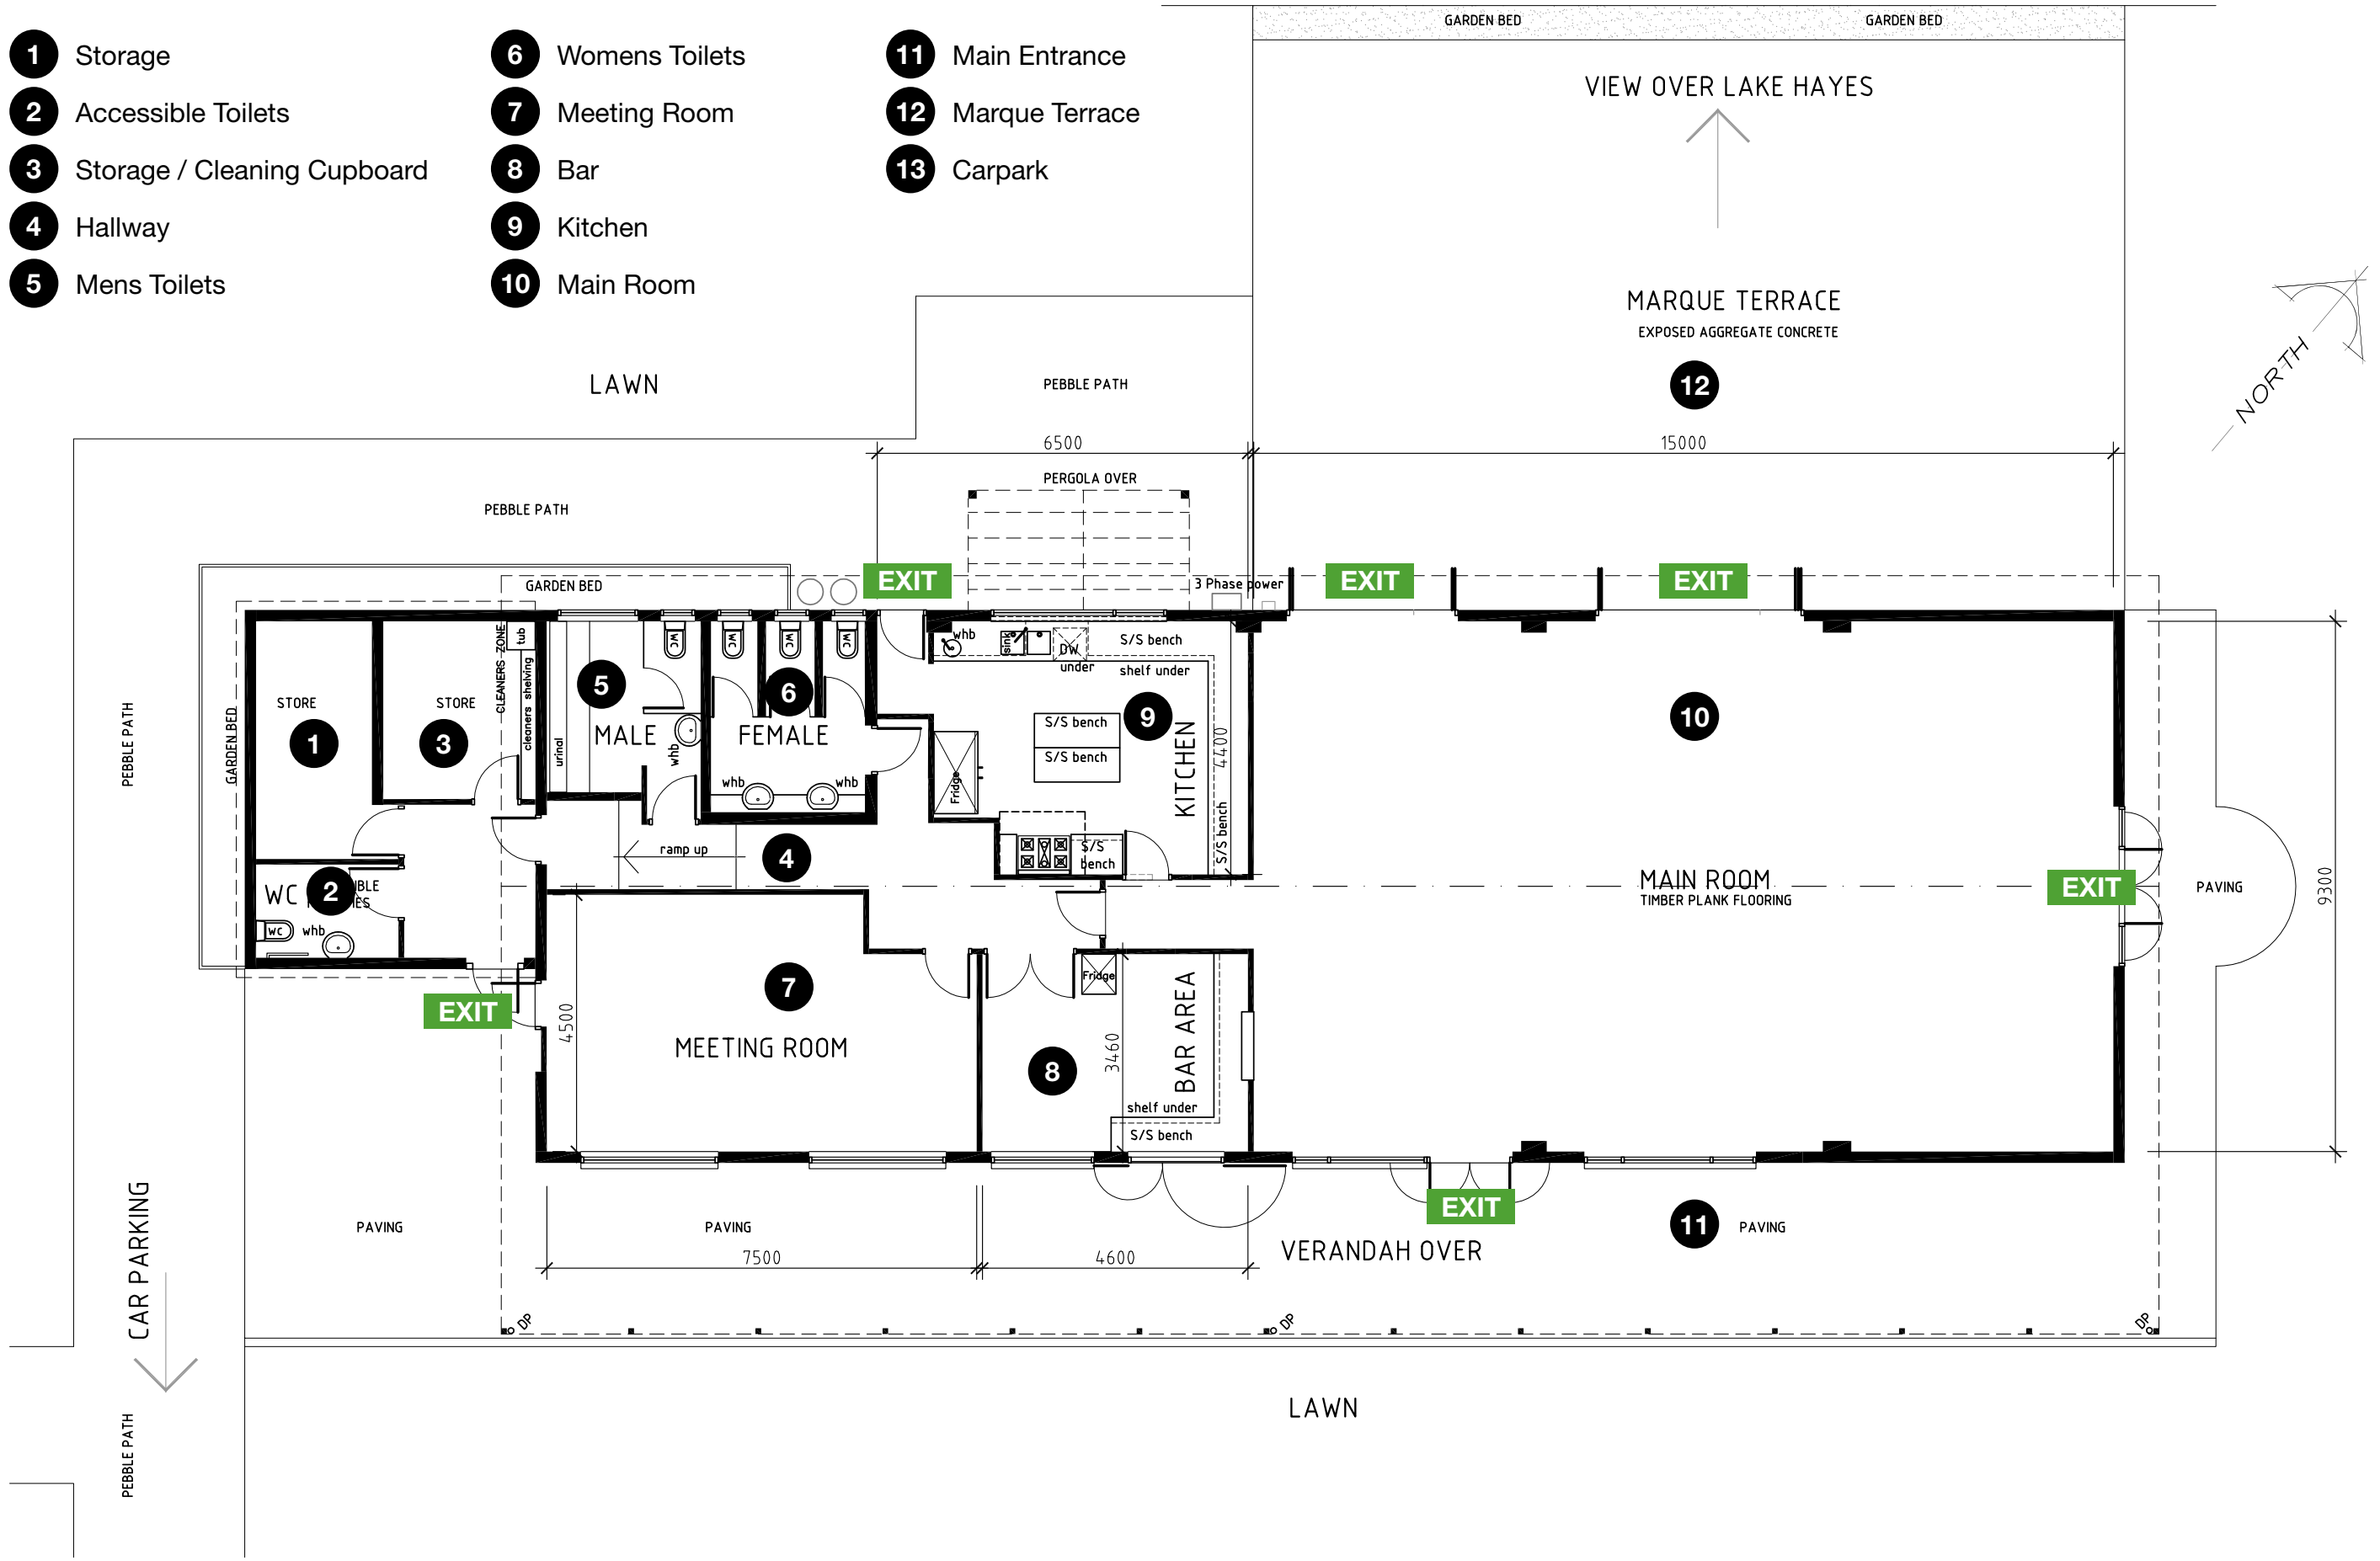 1 Storage
2 Accessible Toilets
3 Storage / Cleaning Cupboard
4 Hallway
5 Mens Toilets
6 Womens Toilets
7 Meeting Room
8 Bar
9 Kitchen
10 Main Room
11 Main Entrance
12 Marque Terrace
13 Carpark
GARDEN BED
GARDEN BED
VIEW OVER LAKE HAYES
MARQUE TERRACE
EXPOSED AGGREGATE CONCRETE
12
NORTH
LAWN
PEBBLE PATH
6500
15000
PERGOLA OVER
PEBBLE PATH
GARDEN BED
EXIT
3 Phase power
EXIT
EXIT
CLEANERS ZONE
tub
cleaners shelving
WC
WC
WC
WC
whb
sink
DW
under
S/S bench
shelf under
STORE
1
STORE
3
5
MALE
urinal
whb
6
FEMALE
whb
whb
S/S bench
S/S bench
9
KITCHEN
4400
S/S bench
Fridge
S/S
bench
10
PEBBLE PATH
GARDEN BED
ramp up
4
WC
2
WC
whb
MAIN ROOM
TIMBER PLANK FLOORING
EXIT
PAVING
9300
EXIT
4500
7
MEETING ROOM
Fridge
8
3460
BAR AREA
shelf under
S/S bench
CAR PARKING
PAVING
PAVING
7500
4600
EXIT
VERANDAH OVER
11
PAVING
DP
DP
DP
LAWN
PEBBLE PATH